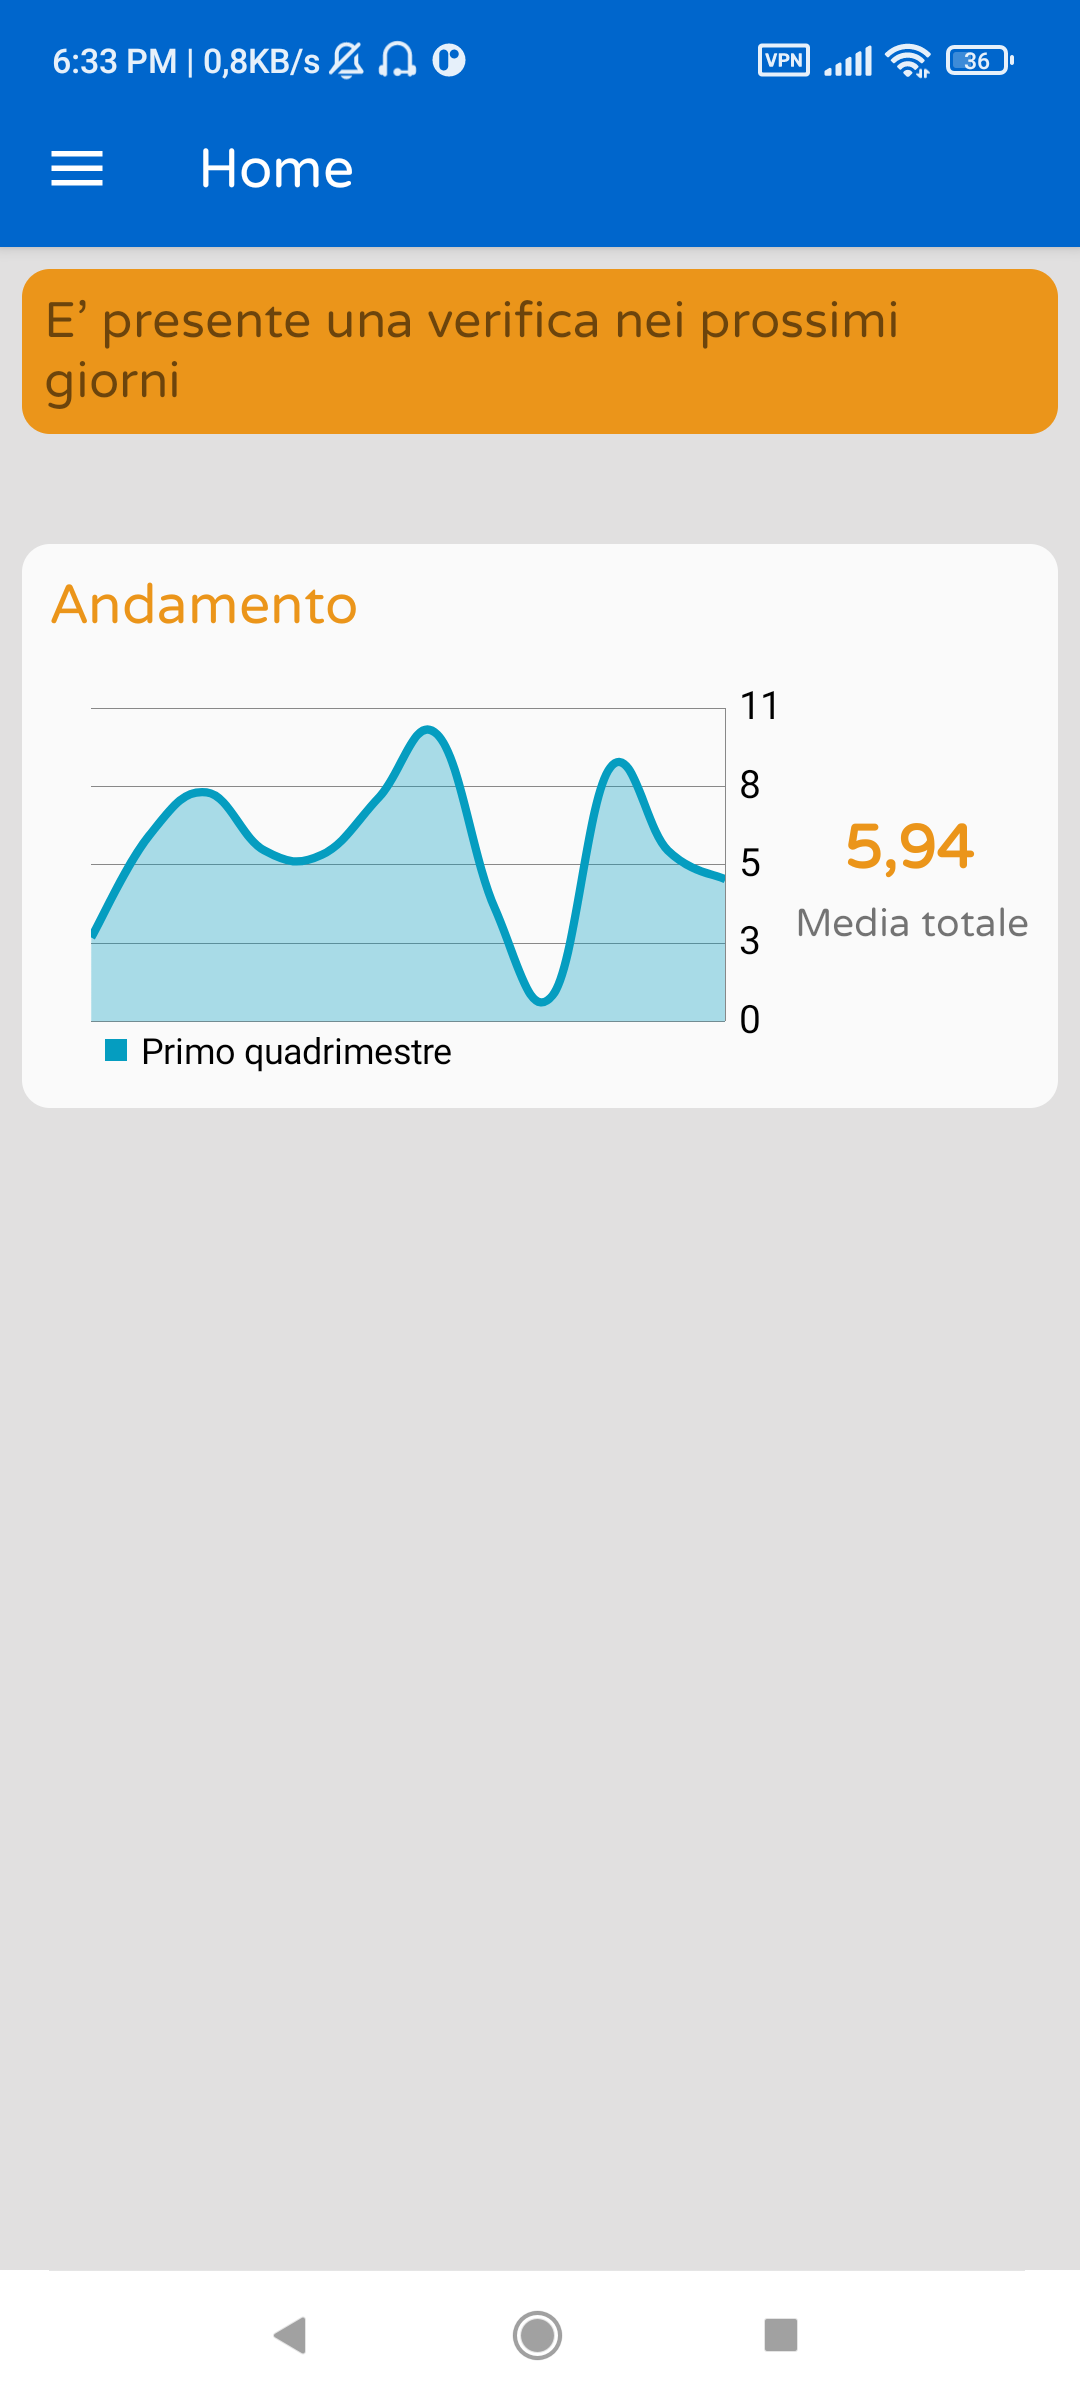 6:33 PM | 0,8KB/s
VPN
36
Home
E’ presente una verifica nei prossimi
giorni
Andamento
11
8
5
3
0
5,94
Media totale
Primo quadrimestre